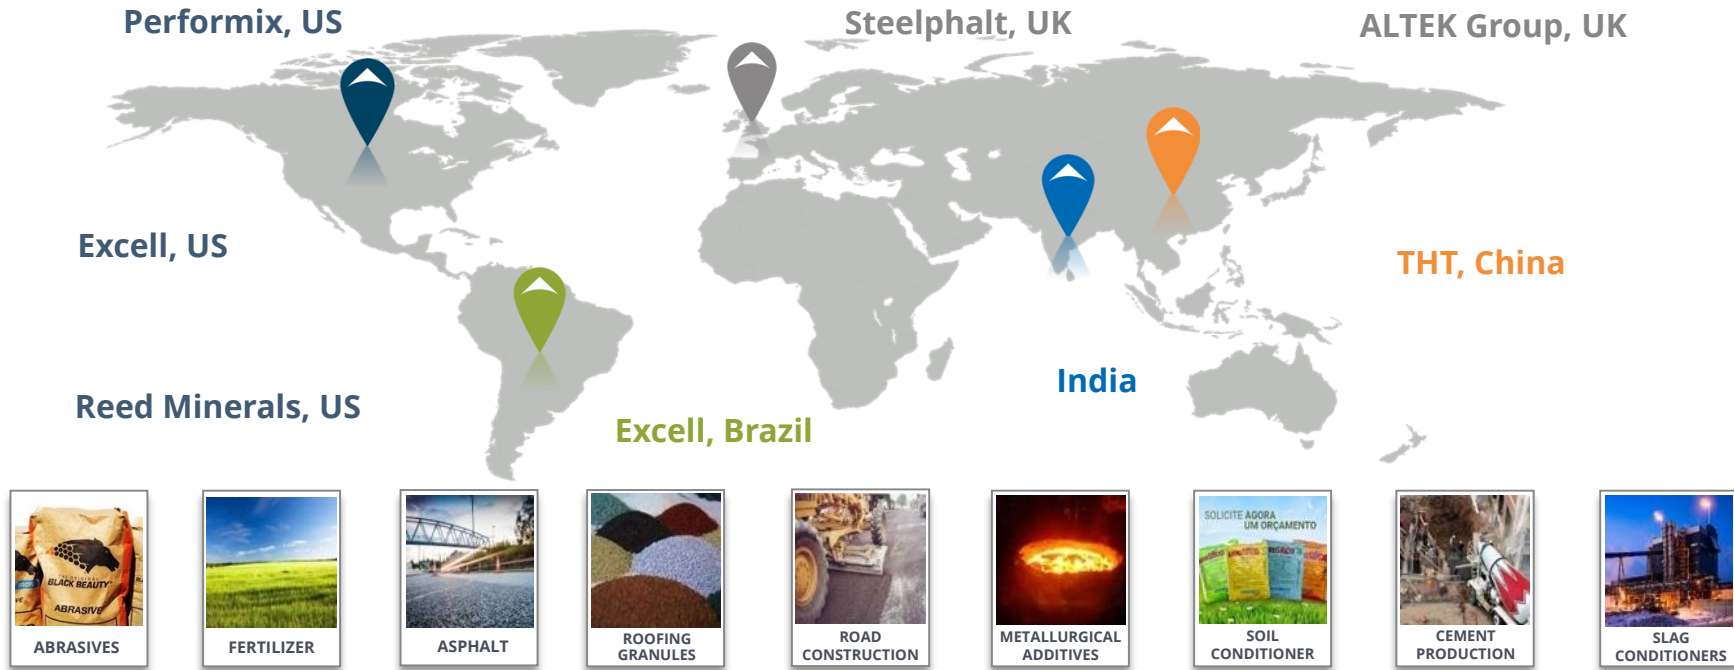 Performix, US
Steelphalt, UK
ALTEK Group, UK
Excell, US
THT, China
India
Reed Minerals, US
Excell, Brazil
BLACK BEAUTY
ABRASIVE
SOLICITE AGORA
UM ORÇAMENTO
ABRASIVES
FERTILIZER
ASPHALT
ROOFING
GRANULES
ROAD
CONSTRUCTION
METALLURGICAL
ADDITIVES
SOIL
CONDITIONER
CEMENT
PRODUCTION
SLAG
CONDITIONERS